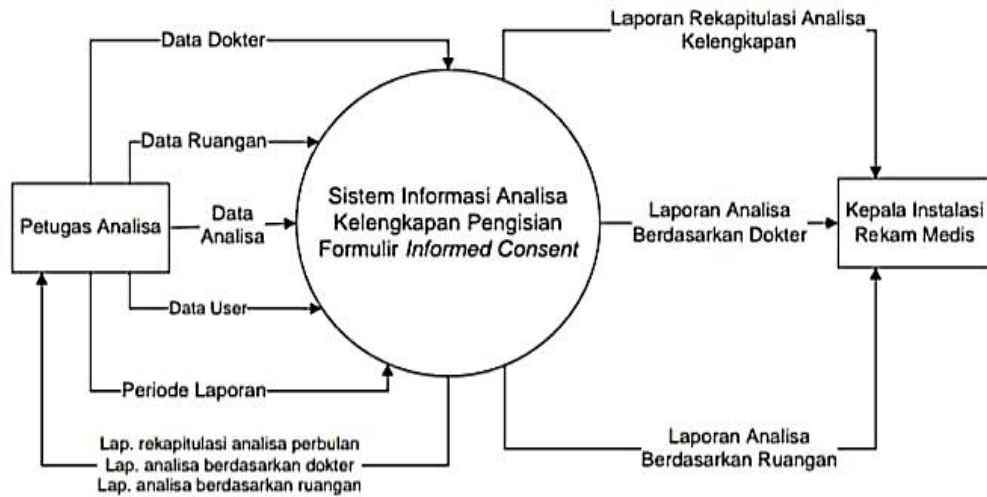 Data Dokter
Data Ruangan
Petugas Analisa
Data
Analisa
Data User
Periode Laporan
Lap. rekapitulasi analisa perbulan
Lap. analisa berdasarkan dokter
Lap. analisa berdasarkan ruangan
Sistem Informasi Analisa
Kelengkapan Pengisian
Formulir Informed Consent
Laporan Rekapitulasi Analisa
Kelengkapan
Laporan Analisa
Berdasarkan Dokter
Kepala Instalasi
Rekam Medis
Laporan Analisa
Berdasarkan Ruangan